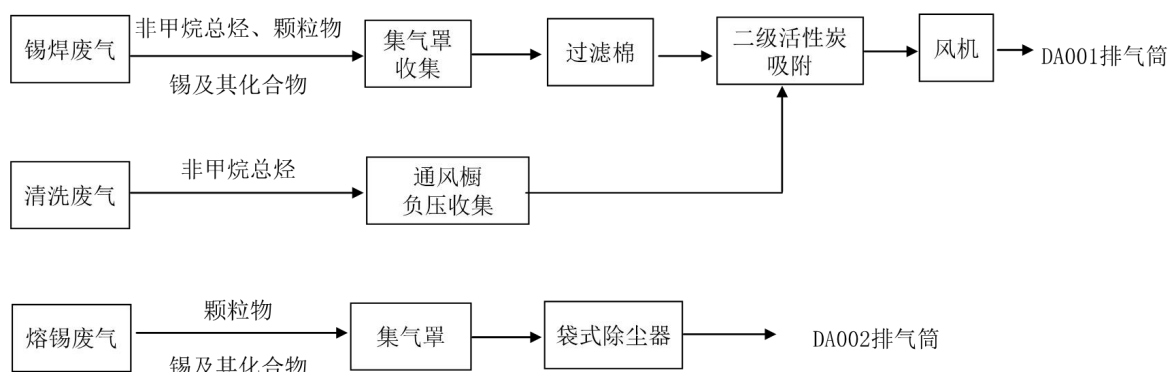 锡焊废气
非甲烷总烃、颗粒物
锡及其化合物
集气罩
收集
过滤棉
二级活性炭
吸附
风机
DA001排气筒
清洗废气
非甲烷总烃
通风橱
负压收集
熔锡废气
颗粒物
锡及其化合物
集气罩
袋式除尘器
DA002排气筒